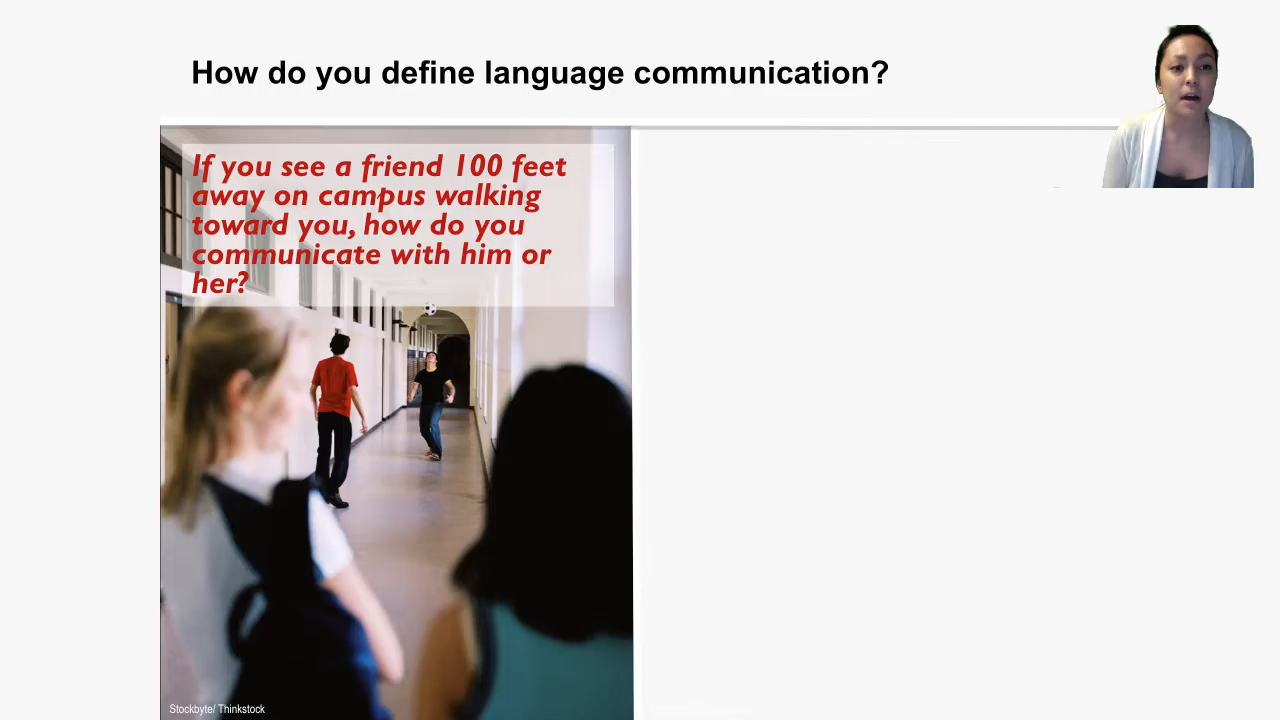 How do you define language communication?
If you see a friend 100 feet
away on campus walking
toward you, how do you
communicate with him or
her?
Stockbyte/ Thinkstock